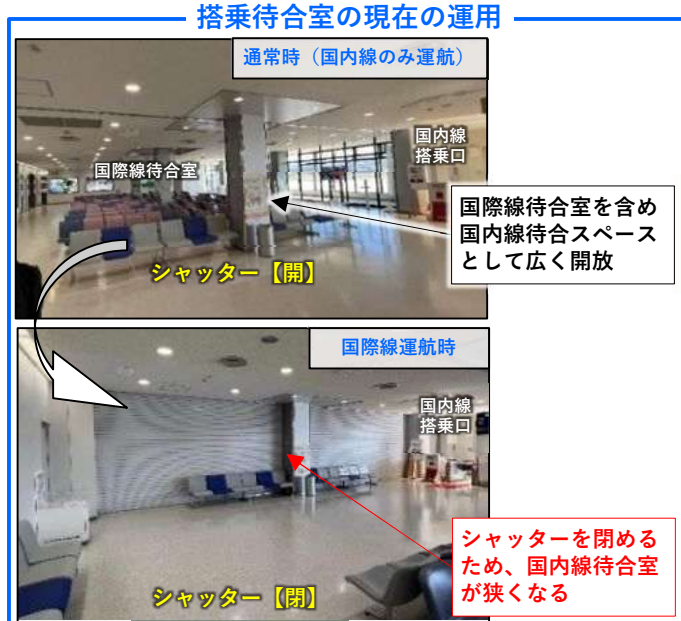 搭乗待合室の現在の運用
通常時（国内線のみ運航）
国内線
搭乗口
国際線待合室
国際線待合室を含め
国内線待合スペース
として広く開放
シャッター【開】
国際線運航時
国内線
搭乗口
シャッターを閉める
ため、国内線待合室
が狭くなる
シャッター【閉】